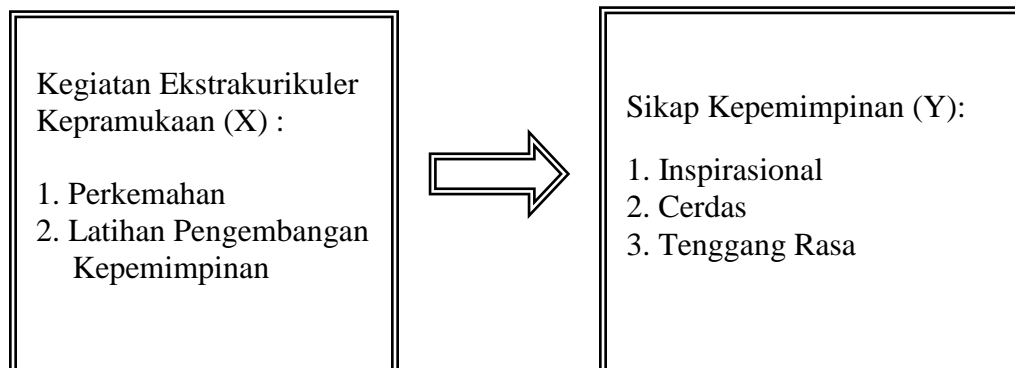 Kegiatan Ekstrakurikuler
Kepramukaan (X) :
1. Perkemahan
2. Latihan Pengembangan
Kepemimpinan
Sikap Kepemimpinan (Y):
1. Inspirasional
2. Cerdas
3. Tenggang Rasa